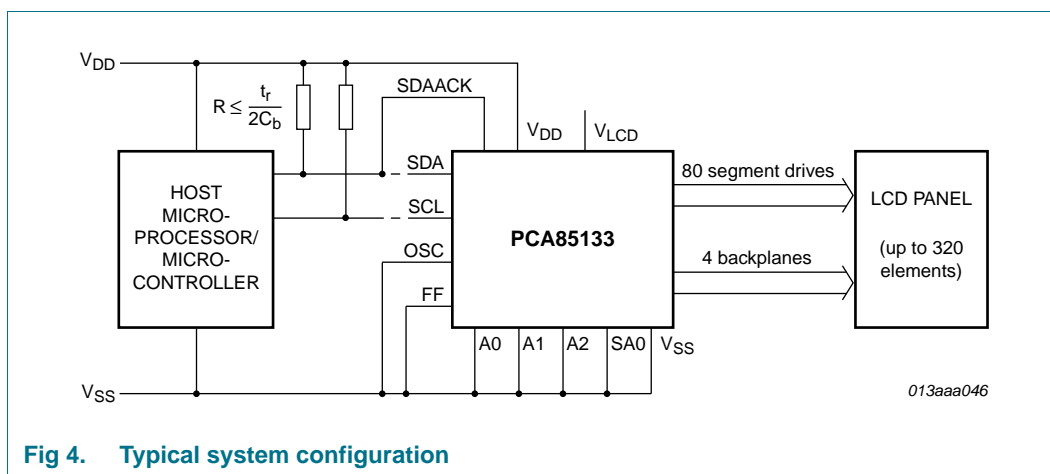 VDD
SDAACK
R ≤ tr
2Cb
VDD
VLCD
HOST
MICRO-
PROCESSOR/
MICRO-
CONTROLLER
SDA
SCL
OSC
FF
PCA85133
80 segment drives
4 backplanes
LCD PANEL
(up to 320
elements)
A0
A1
A2
SA0
VSS
VSS
013aaa046
Fig 4. Typical system configuration